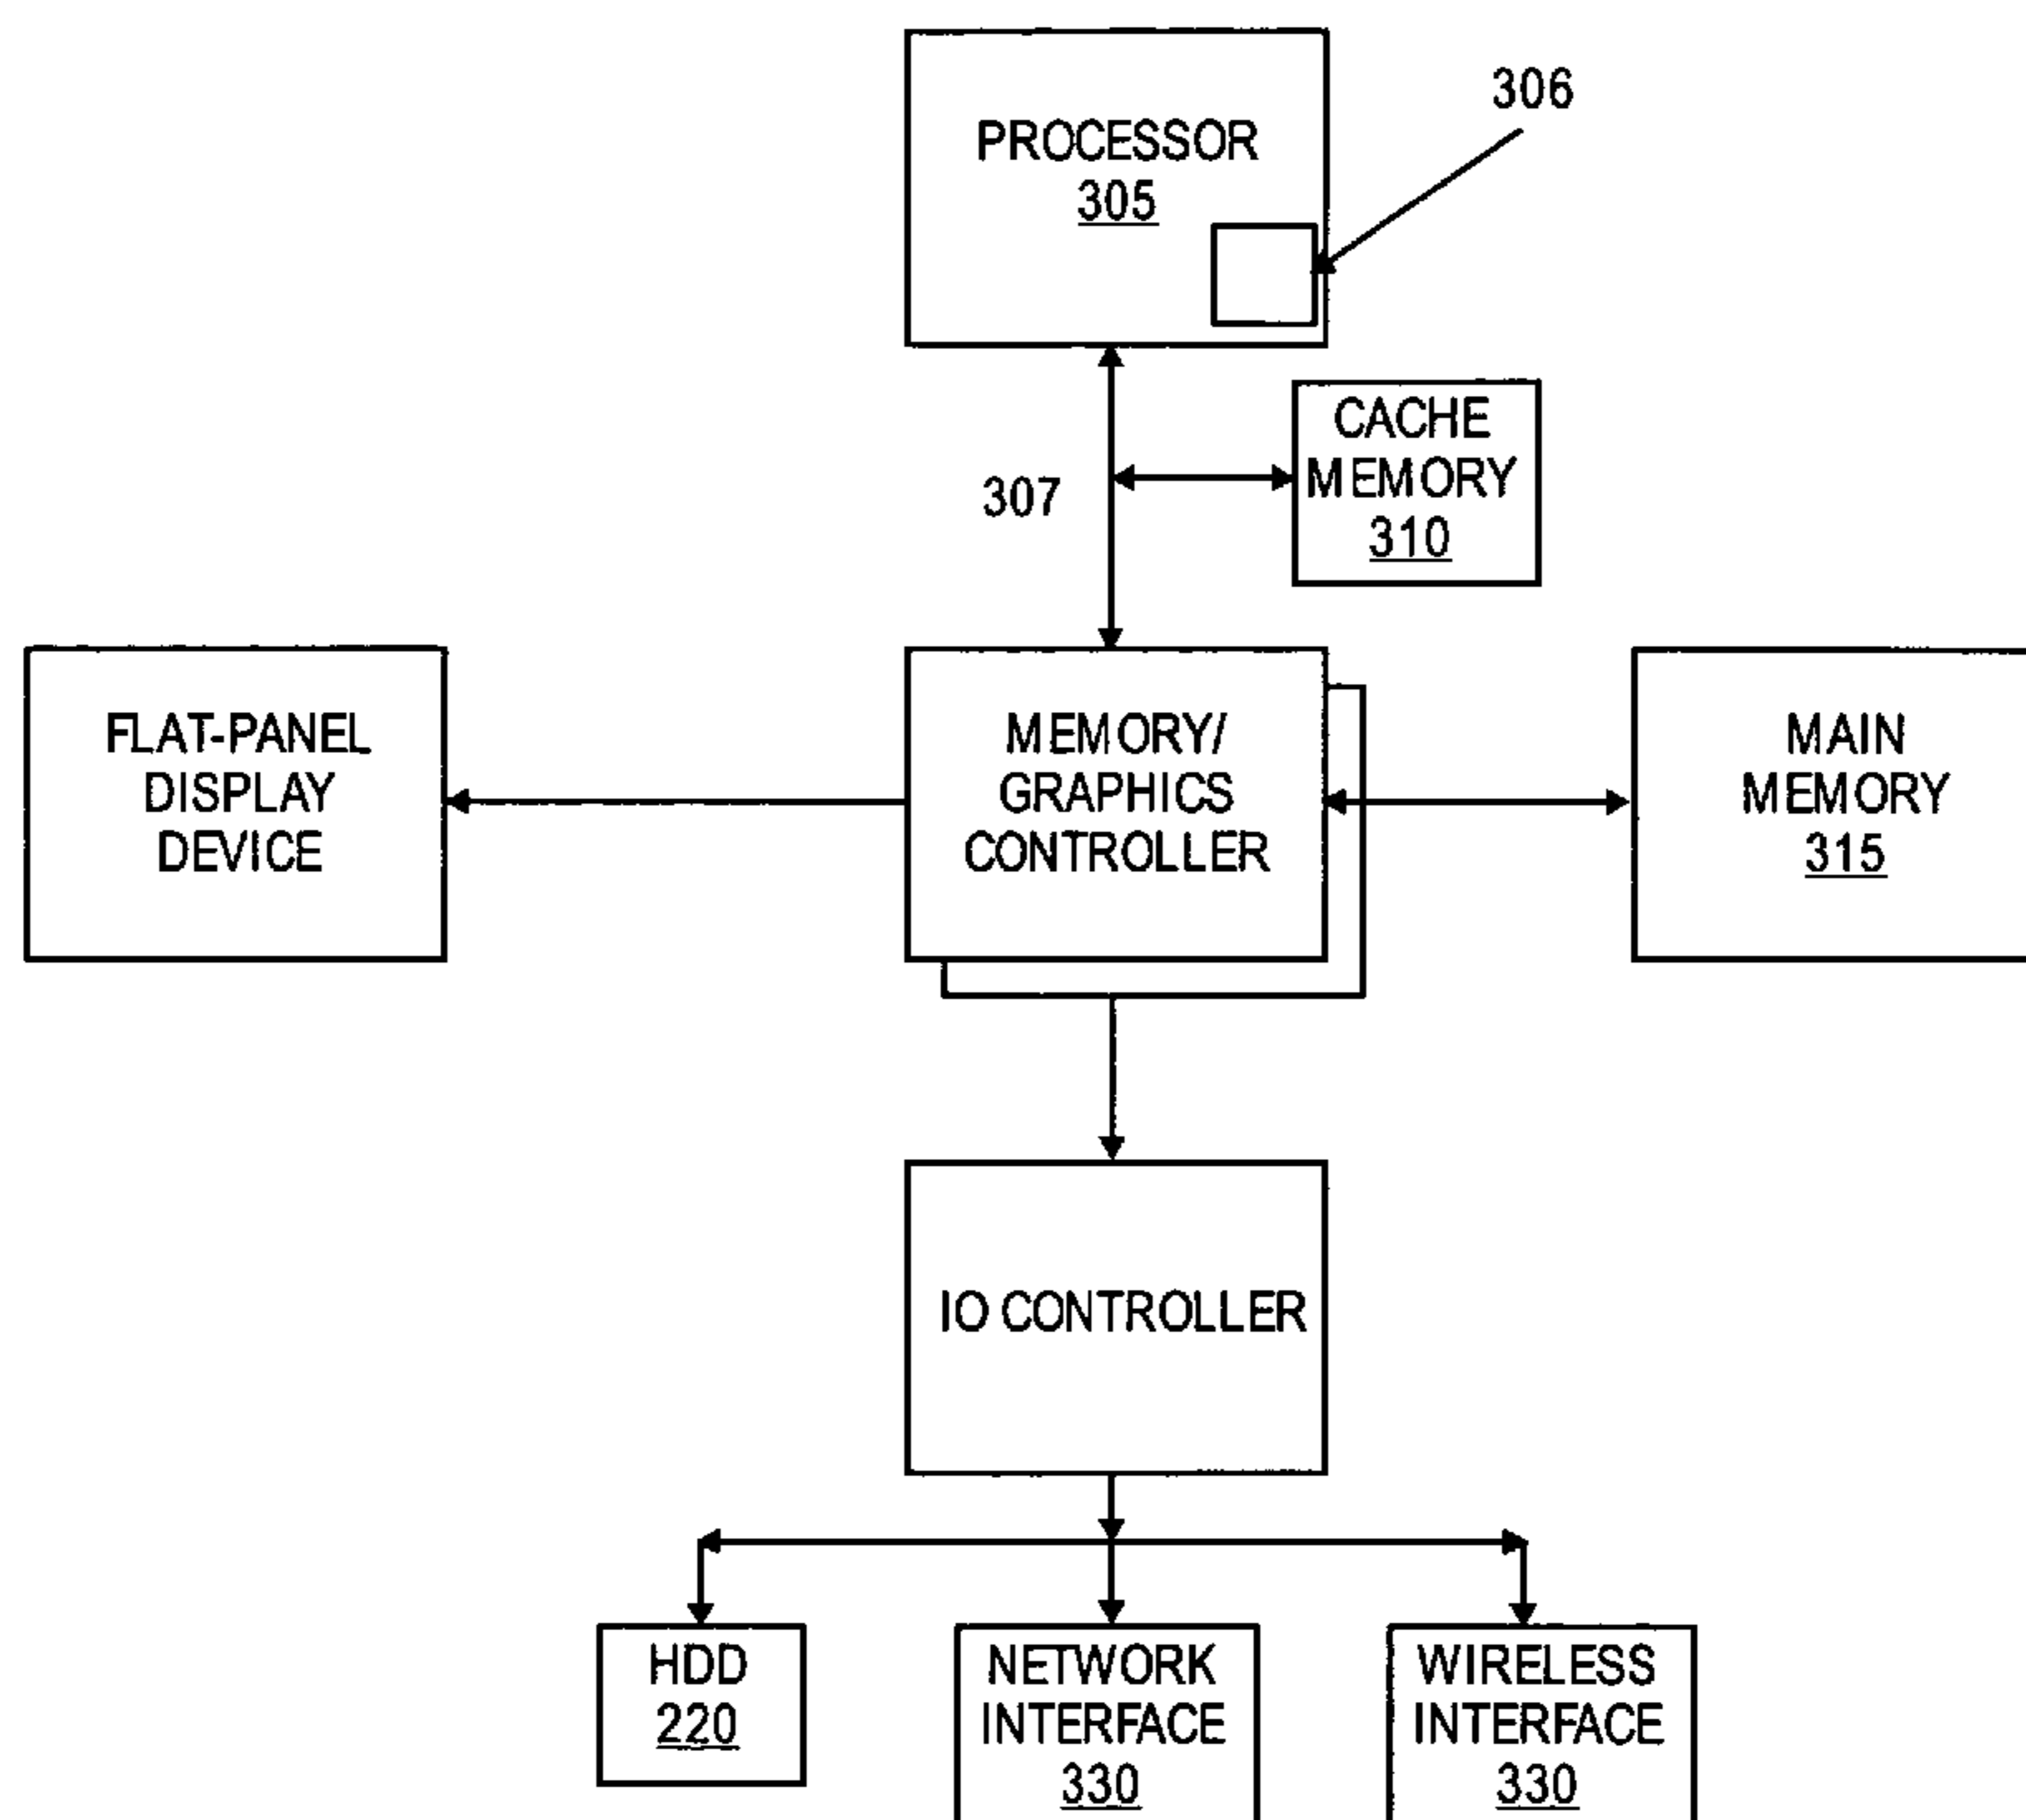 PROCESSOR
305
306
CACHE
MEMORY
310
307
FLAT-PANEL
DISPLAY
DEVICE
MEMORY/
GRAPHICS
CONTROLLER
MAIN
MEMORY
315
IO CONTROLLER
HDD
220
NETWORK
INTERFACE
330
WIRELESS
INTERFACE
330